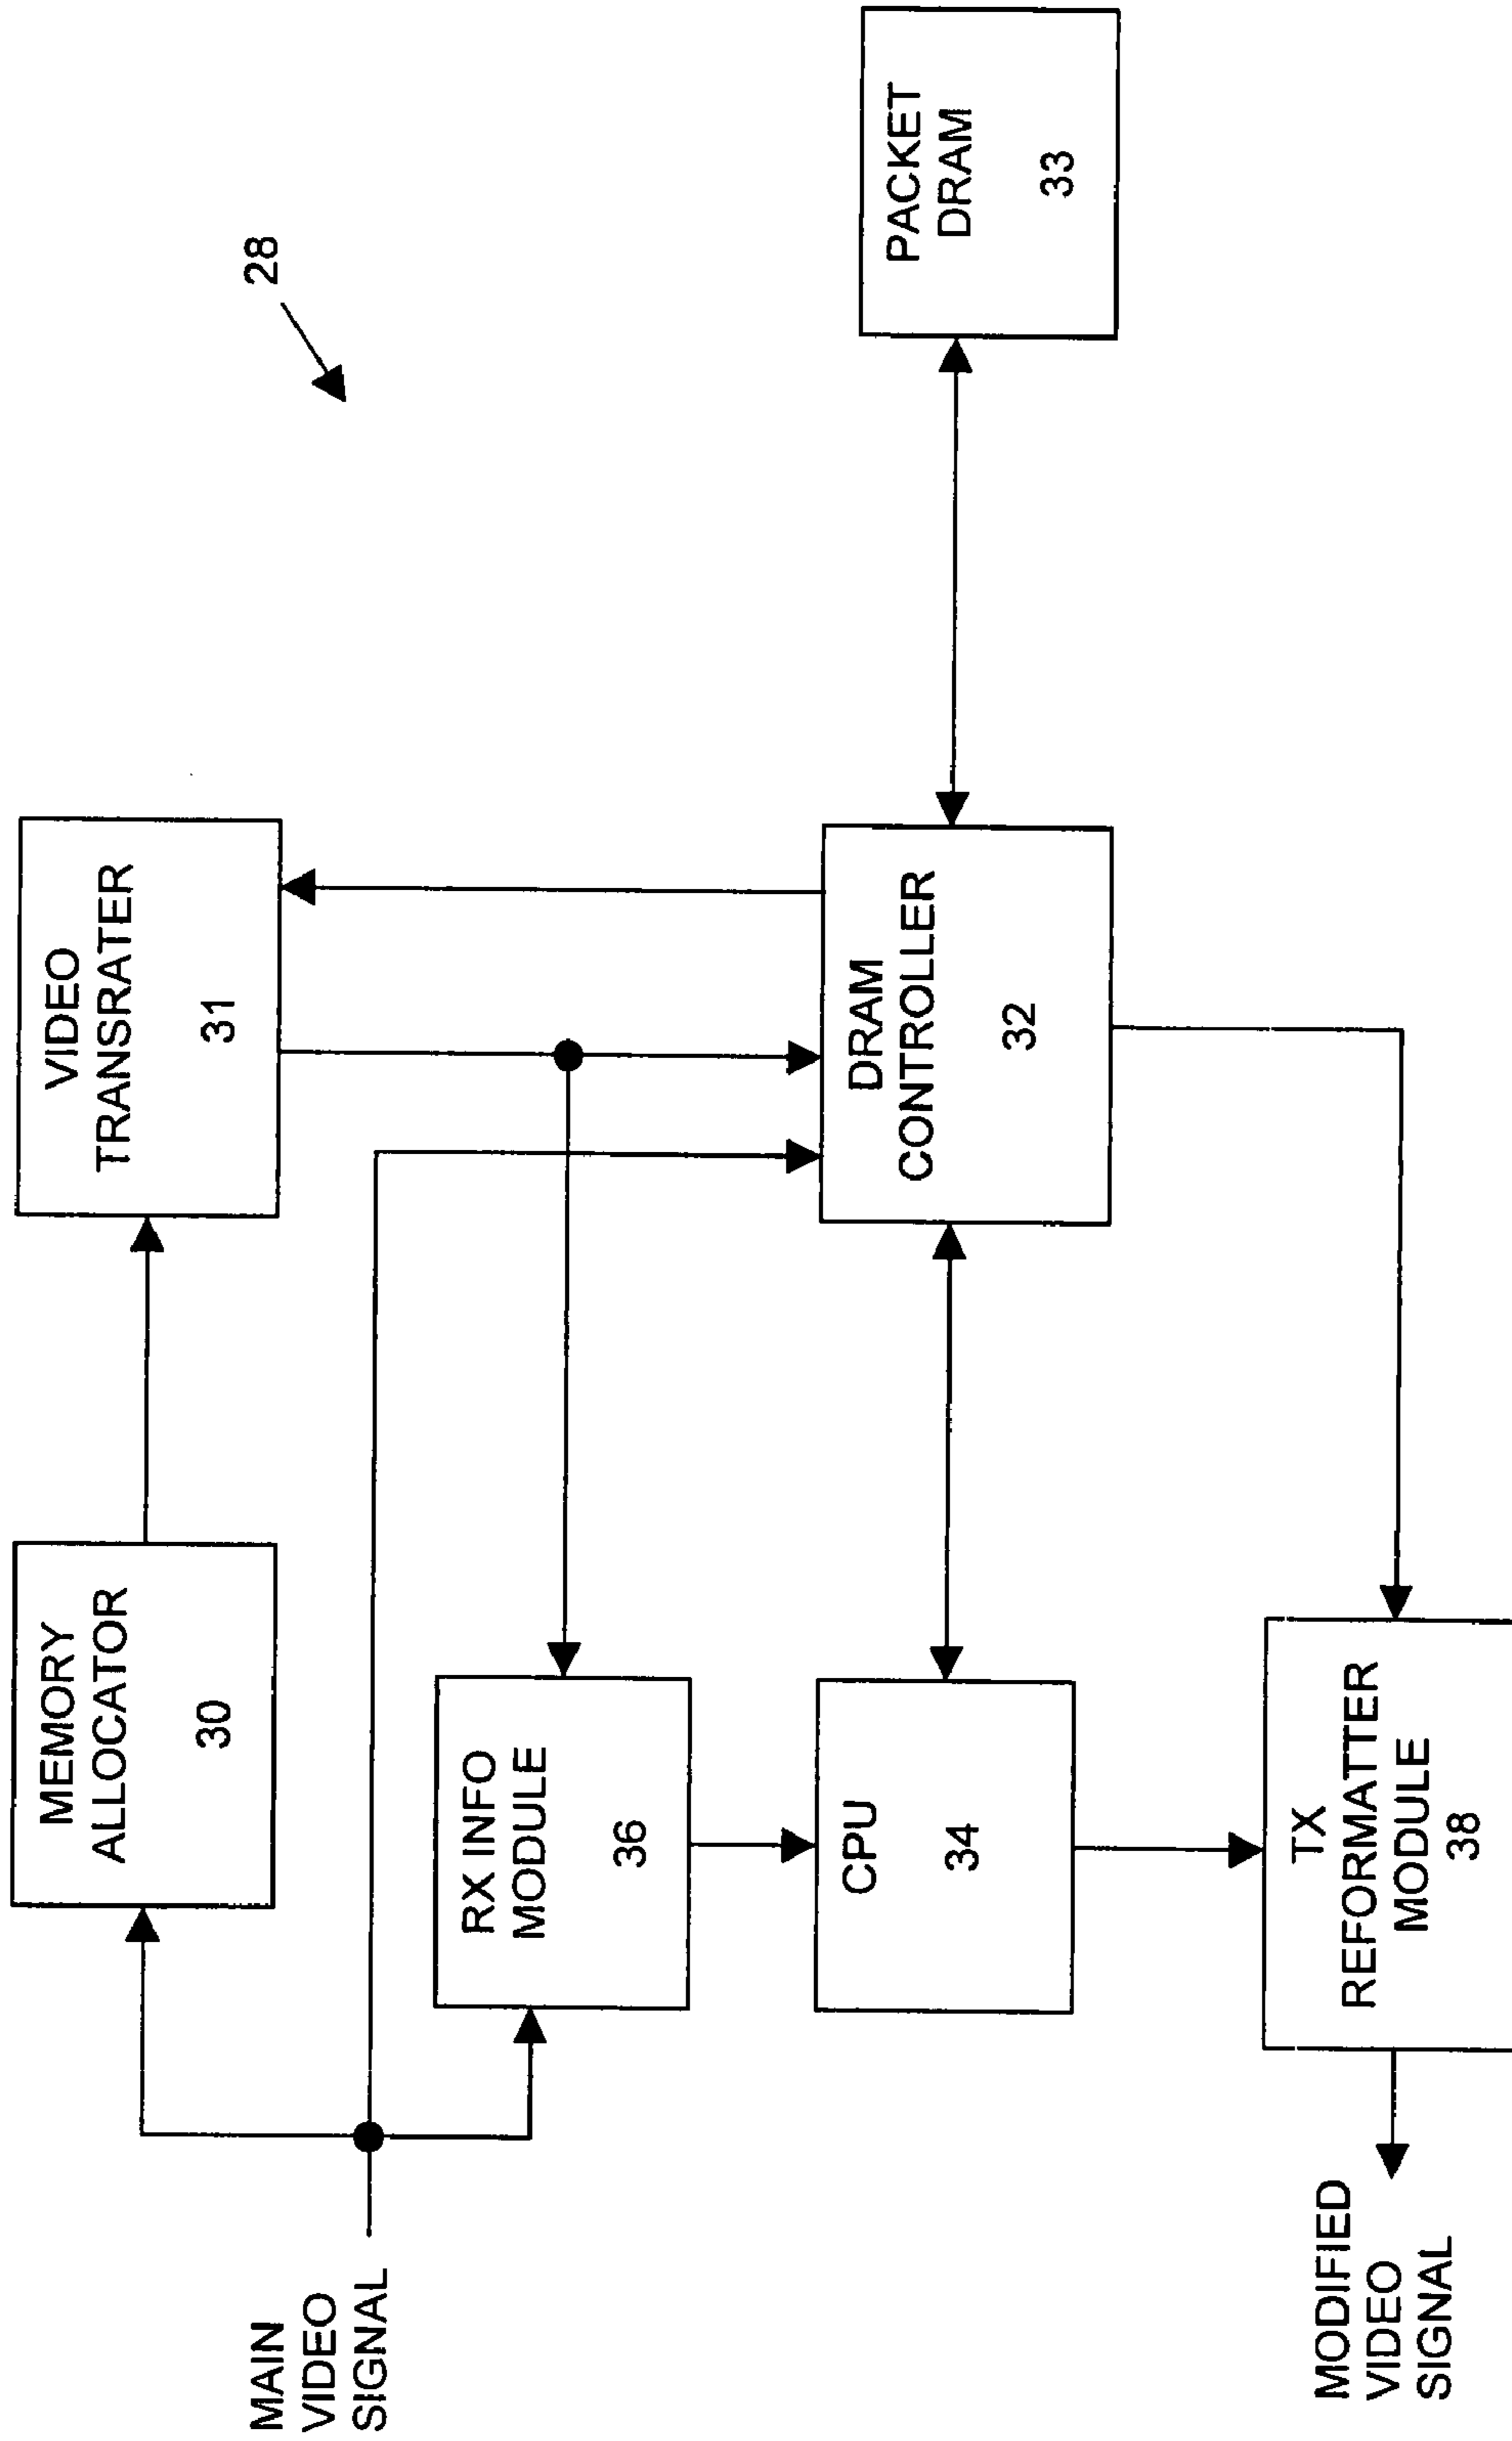 28
MEMORY
ALLOCATOR
30
VIDEO
TRANSRATER
31
MAIN
VIDEO
SIGNAL
RX INFO
MODULE
36
CPU
34
DRAM
CONTROLLER
32
PACKET
DRAM
33
TX
REFORMATTER
MODULE
38
MODIFIED
VIDEO
SIGNAL